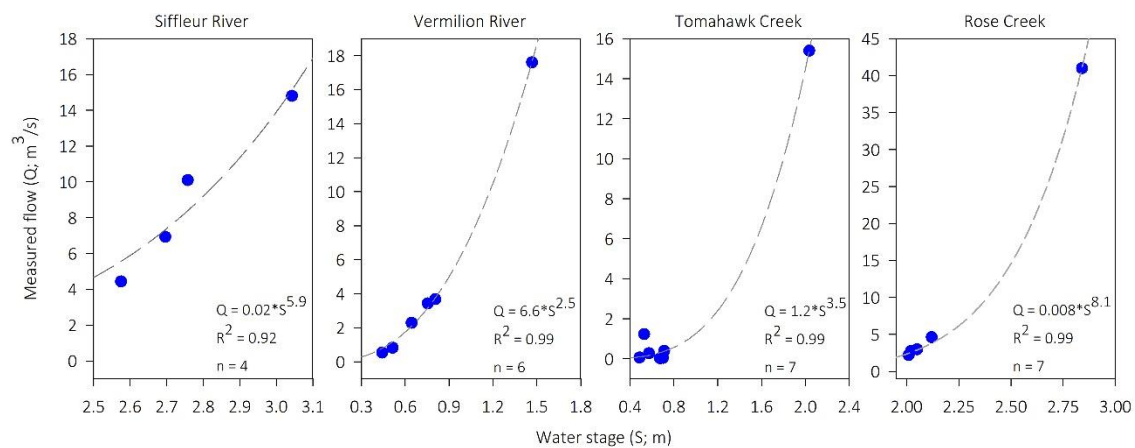 Siffleur River
Vermilion River
Tomahawk Creek
Rose Creek
Measured flow (Q; m³/s)
18
16
14
12
10
8
6
4
2
0
Q = 0.02*S^5.9
R² = 0.92
n = 4
2.5 2.6 2.7 2.8 2.9 3.0 3.1
18
16
14
12
10
8
6
4
2
0
Q = 6.6*S^2.5
R² = 0.99
n = 6
0.3 0.6 0.9 1.2 1.5 1.8
16
14
12
10
8
6
4
2
0
Q = 1.2*S^3.5
R² = 0.99
n = 7
0.4 0.8 1.2 1.6 2.0 2.4
45
40
35
30
25
20
15
10
5
0
Q = 0.008*S^8.1
R² = 0.99
n = 7
2.00 2.25 2.50 2.75 3.00
Water stage (S; m)